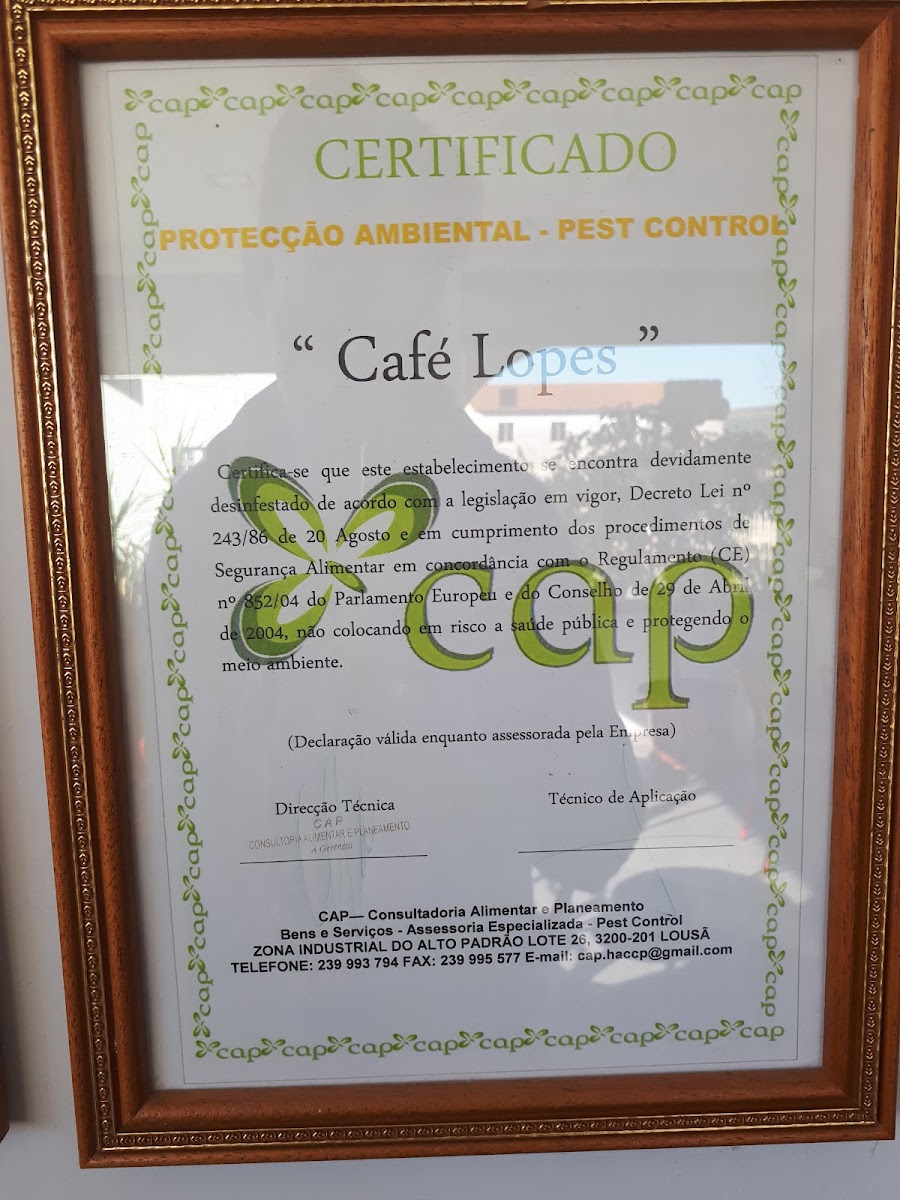 cap cap cap cap cap cap cap cap cap
CERTIFICADO
PROTECÇÃO AMBIENTAL - PEST CONTROL
“ Café Lopes ”
Certifica-se que este estabelecimento se encontra devidamente
desinfestado de acordo com a legislação em vigor, Decreto Lei nº
243/86 de 20 Agosto e em cumprimento dos procedimentos de
Segurança Alimentar em concordância com o Regulamento (CE)
nº 852/04 do Parlamento Europeu e do Conselho de 29 de Abril
de 2004, não colocando em risco a saúde pública e protegendo o
meio ambiente.
cap
(Declaração válida enquanto assessorada pela Empresa)
Direcção Técnica
Técnico de Aplicação
CAP
CONSULTORIA ALIMENTAR E PLANEAMENTO
A Gerência
CAP— Consultadoria Alimentar e Planeamento
Bens e Serviços - Assessoria Especializada - Pest Control
ZONA INDUSTRIAL DO ALTO PADRÃO LOTE 26, 3200-201 LOUSÃ
TELEFONE: 239 993 794 FAX: 239 995 577 E-mail: cap.haccp@gmail.com
cap cap cap cap cap cap cap cap